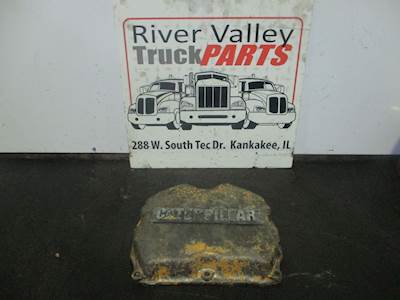 River Valley
TruckPARTS
288 W. South Tec Dr. Kankakee, IL
CATERPILLAR